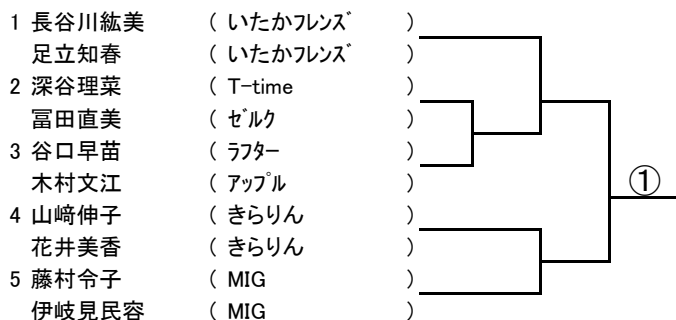 1 長谷川紘美 ( いたかフレンズ )
足立知春 ( いたかフレンズ )
2 深谷理菜 ( T-time )
冨田直美 ( ゼルク )
3 谷口早苗 ( ラフター )
木村文江 ( アップル )
①
4 山﨑伸子 ( きらりん )
花井美香 ( きらりん )
5 藤村令子 ( MIG )
伊岐見民容 ( MIG )